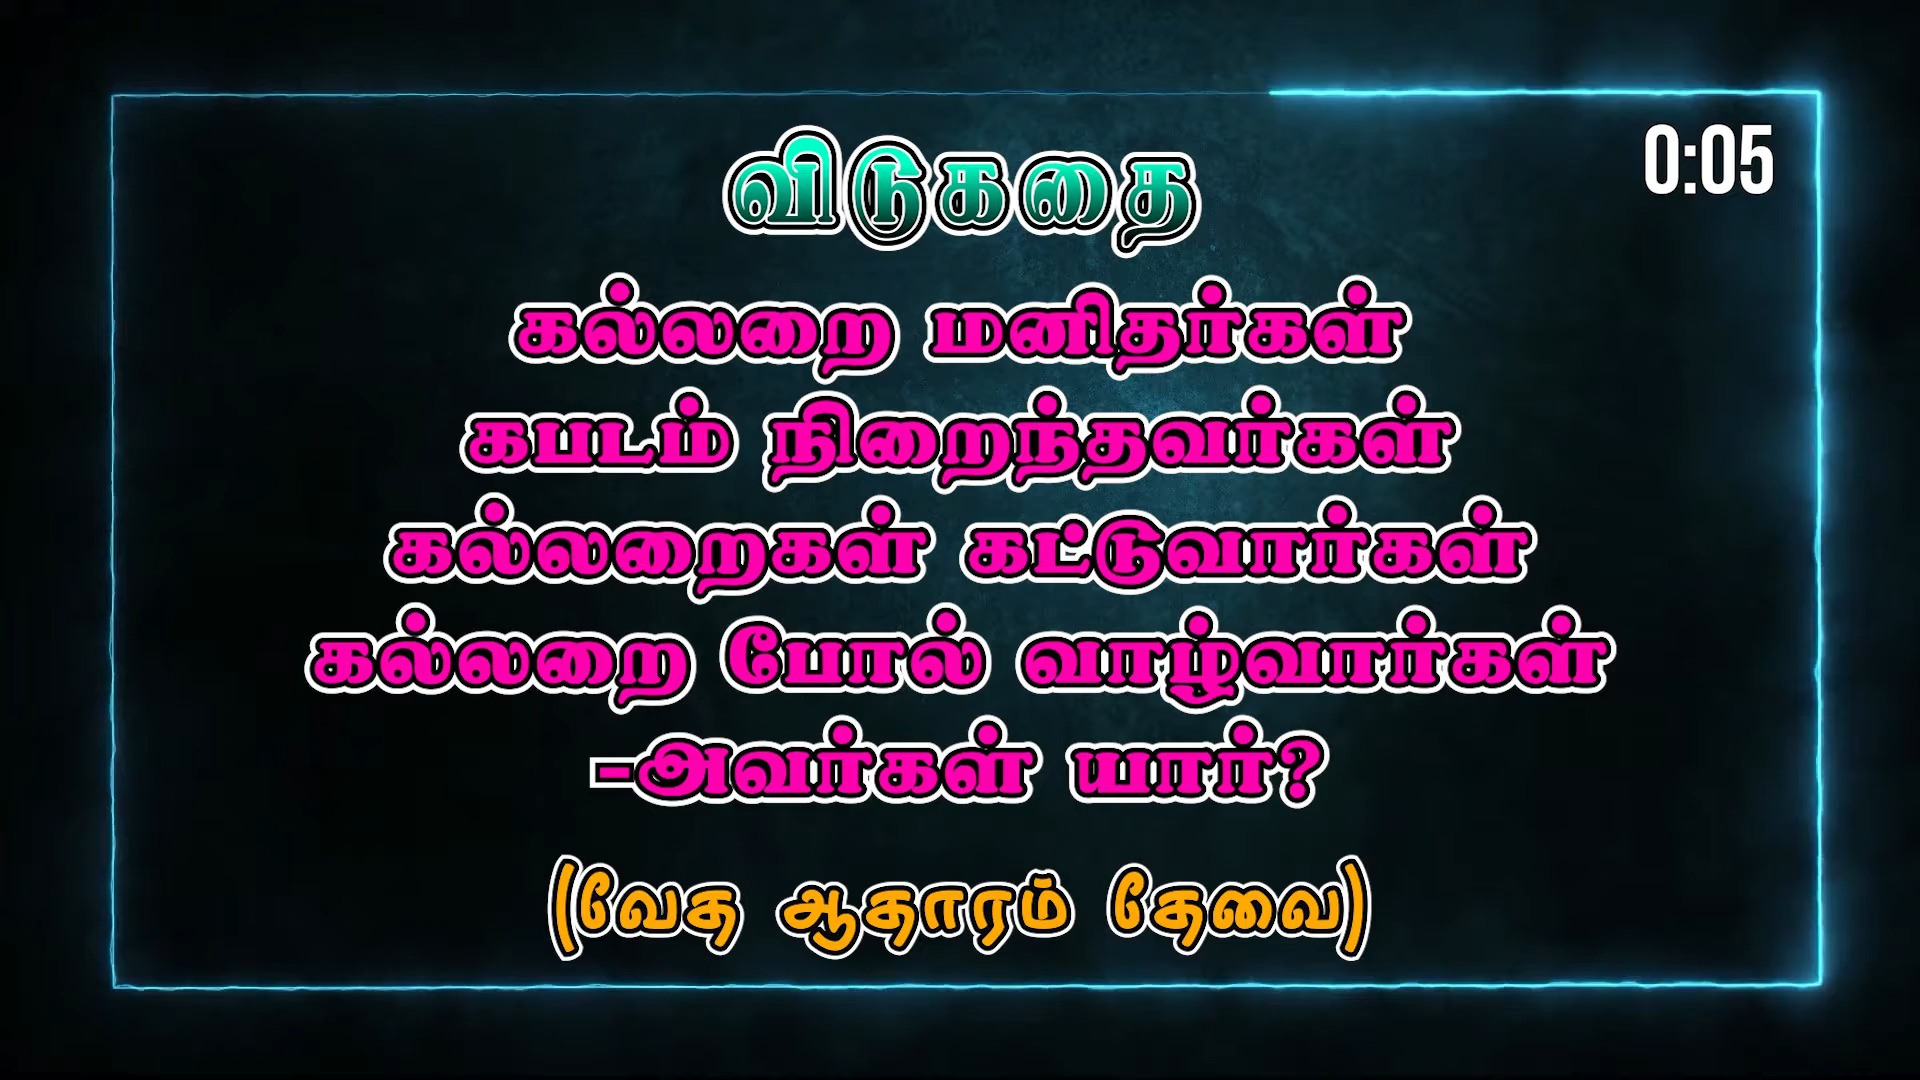 விடுகதை
0:05
கல்லறை மனிதர்கள்
கபடம் நிறைந்தவர்கள்
கல்லறைகள் கட்டுவார்கள்
கல்லறை போல் வாழ்வார்கள்
-அவர்கள் யார்?
(வேத ஆதாரம் தேவை)